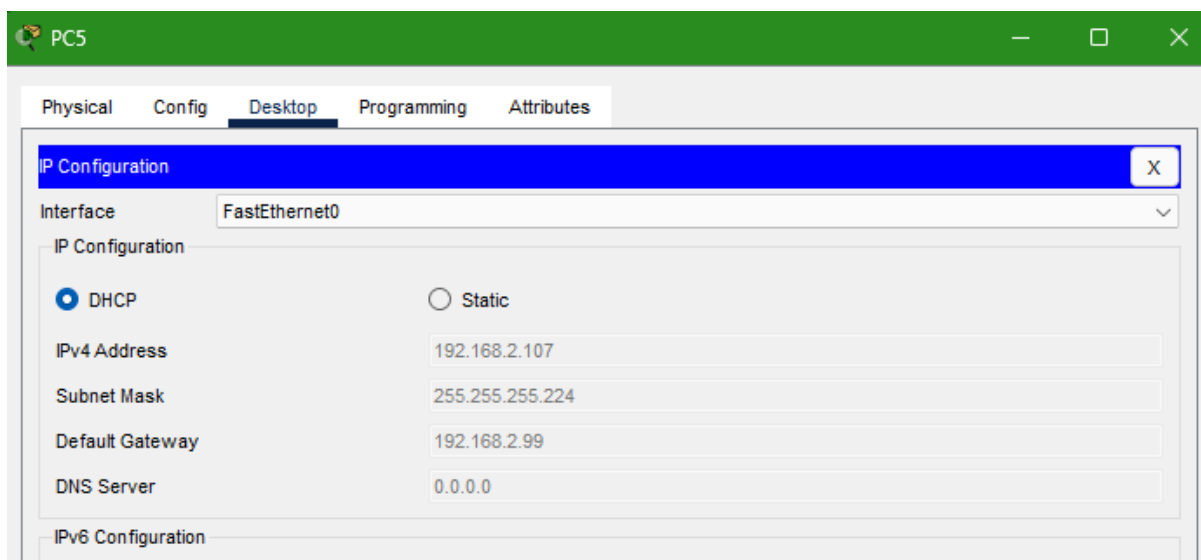 PC5
Physical Config Desktop Programming Attributes
IP Configuration X
Interface FastEthernet0
IP Configuration
DHCP Static
IPv4 Address 192.168.2.107
Subnet Mask 255.255.255.224
Default Gateway 192.168.2.99
DNS Server 0.0.0.0
IPv6 Configuration